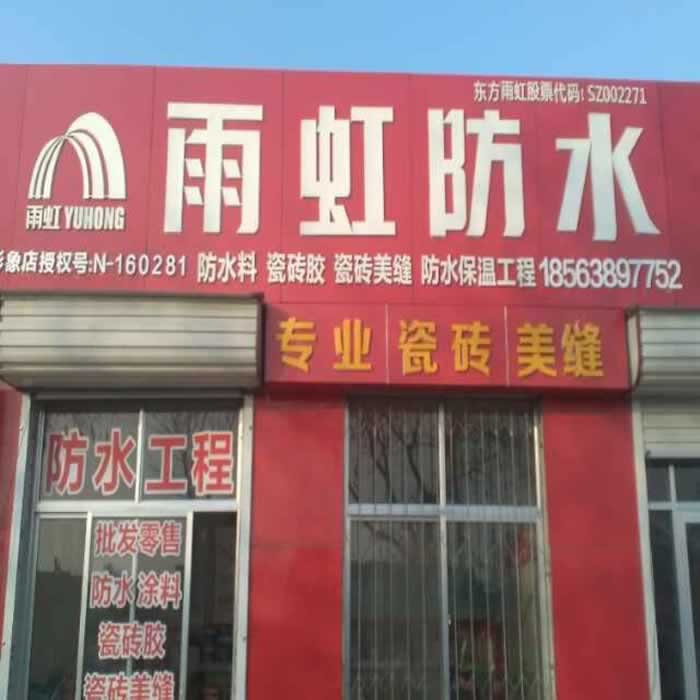 东方雨虹股票代码:SZ002271
雨虹防水
雨虹 YUHONG
形象店授权号:N-160281 防水料 瓷砖胶 瓷砖美缝 防水保温工程 18563897752
专业瓷砖美缝
防水工程
批发零售
防水涂料
瓷砖胶
瓷砖美缝